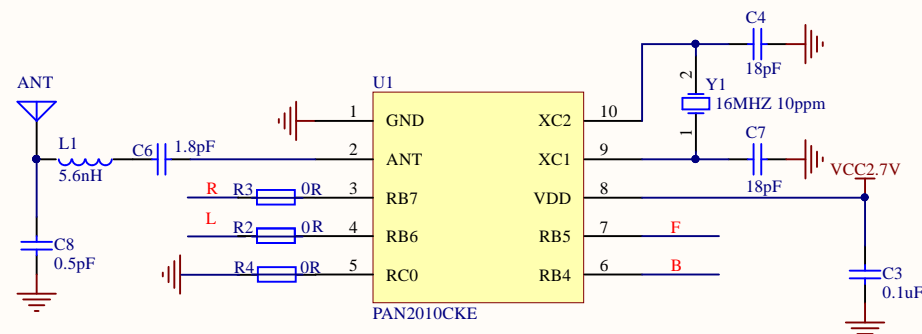 C4
18pF
ANT
U1
2
Y1
16MHZ 10ppm
1
GND
XC2
10
L1
5.6nH
C6
1.8pF
2
ANT
XC1
9
C7
18pF
VCC2.7V
R
R3
0R
3
RB7
VDD
8
L
R2
0R
4
RB6
RB5
7
F
C8
0.5pF
R4
0R
5
RC0
RB4
6
B
C3
0.1uF
PAN2010CKE
1